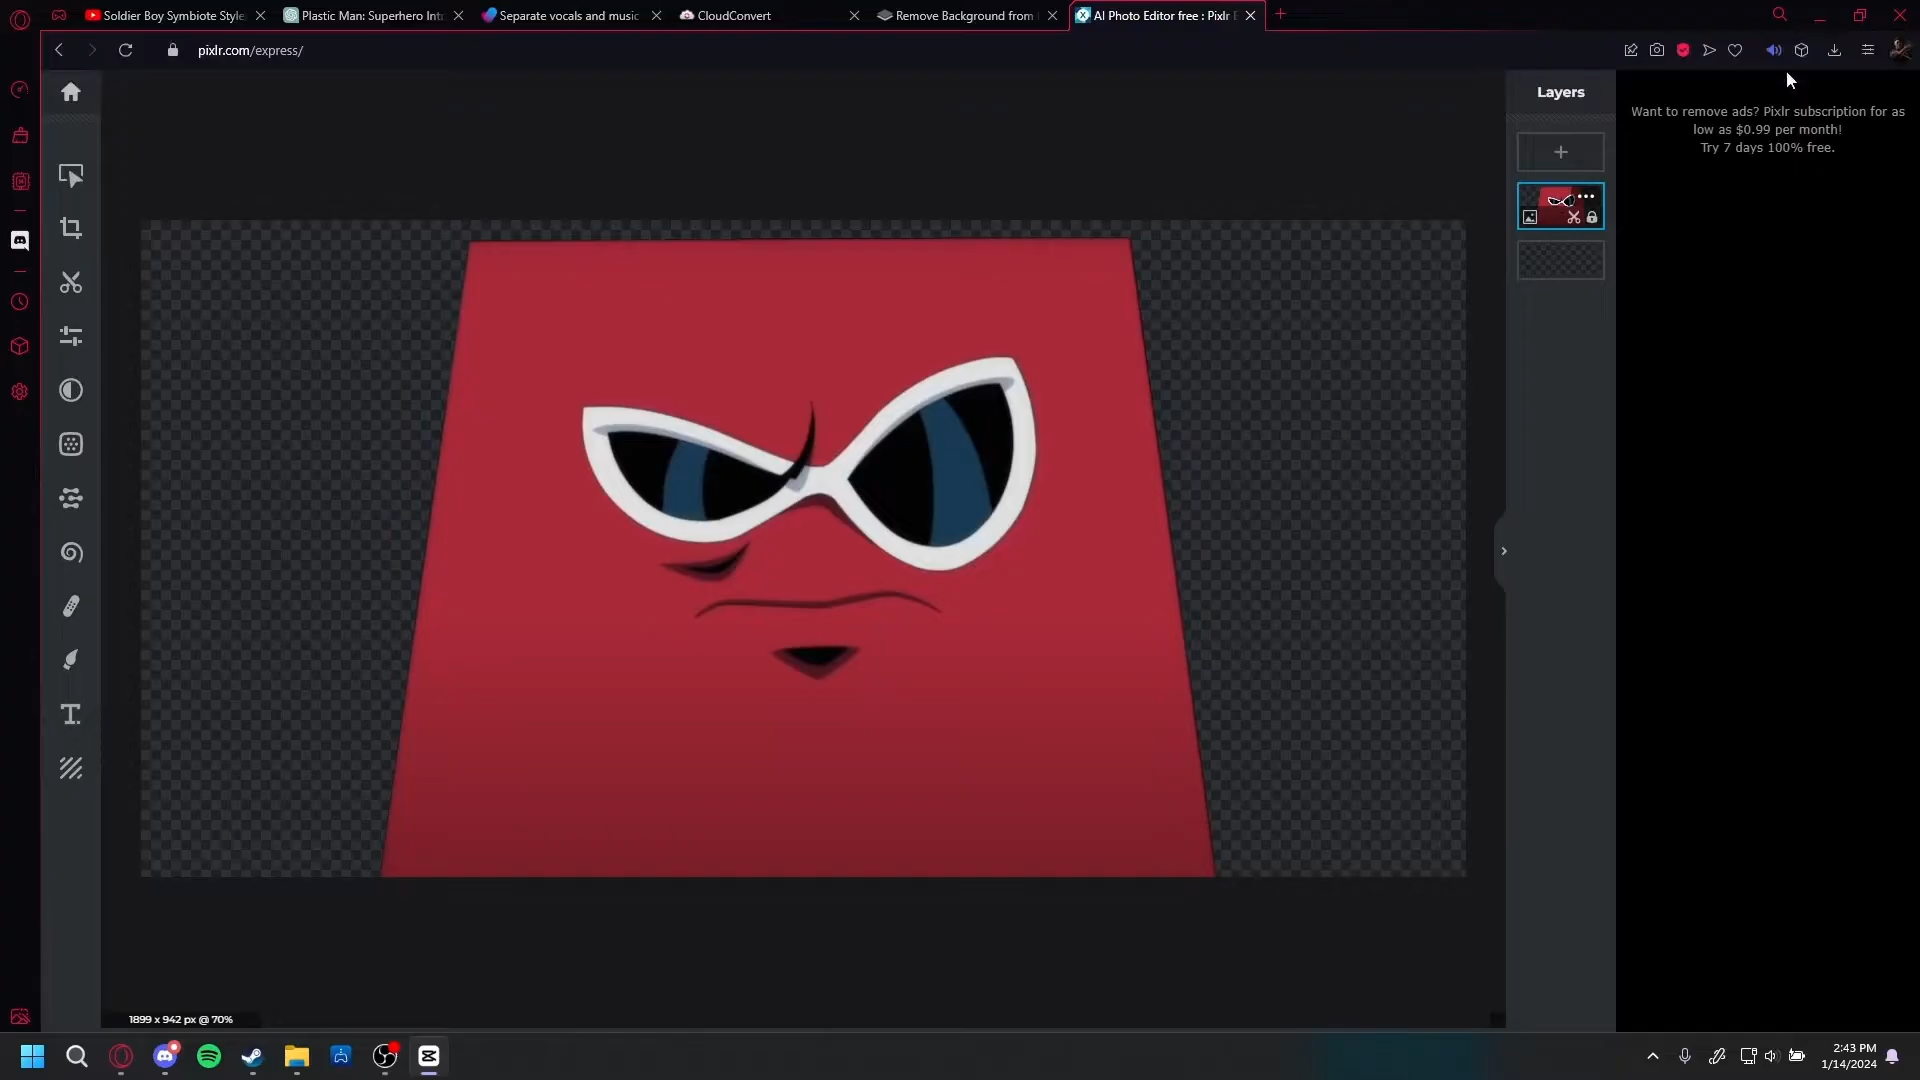 Soldier Boy Symbiote Style
Plastic Man: Superhero Int
Separate vocals and music
CloudConvert
Remove Background from
AI Photo Editor free : Pixlr E
pixlr.com/express/
Layers
Want to remove ads? Pixlr subscription for as
low as $0.99 per month!
Try 7 days 100% free.
1899 x 942 px @ 70%
2:43 PM
1/14/2024